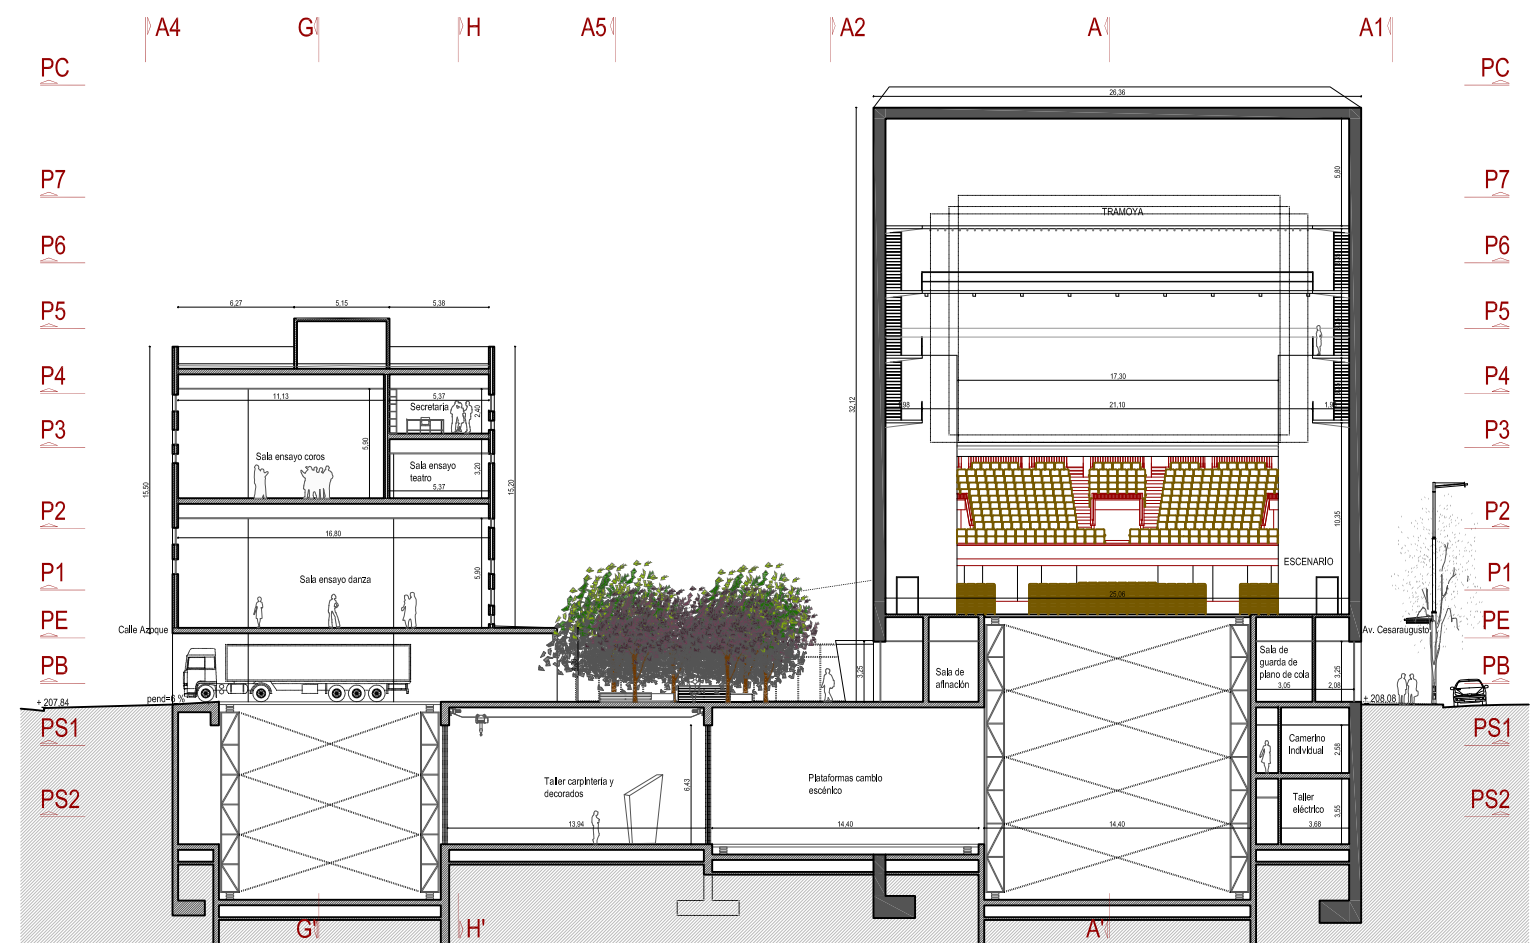 A4 G H A5 A2 A A1
PC PC
26,36
5,80
P7 P7
TRAMOYA
P6 P6
6,27 5,15 5,38
P5 P5
P4 P4
17,30
11,13 5,37
Secretaria
2,40
32,12
,98 21,10
P3 P3
5,90
Sala ensayo coros
Sala ensayo
teatro
3,20
5,37
15,50 15,20
P2 P2
10,35
16,80
ESCENARIO
P1 P1
Sala ensayo danza
5,90
25,06
PE PE
Calle Azoque
Av. Cesaraugusto
PB PB
3,25
Sala de
afinación
Sala de
guarda de
plano de cola
3,05
3,25
2,08
pend=6 %
+ 207,84
+ 208,08
PS1 PS1
Camerino
individual
2,58
Taller carpintería y
decorados
6,43
Plataformas cambio
escénico
PS2 PS2
Taller
eléctrico
3,55
13,94 14,40 14,40 3,68
G' H' A'